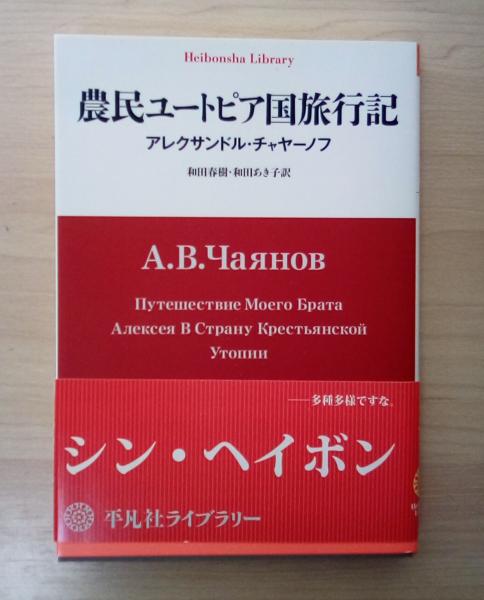 Heibonsha Library
農民ユートピア国旅行記
アレクサンドル・チャヤーノフ
和田春樹・和田あき子訳
А.В.Чаянов
Путешествие Моего Брата
Алексея В Страну Крестьянской
Утопии
──多種多様ですな。
シン・ヘイボン
平凡社ライブラリー